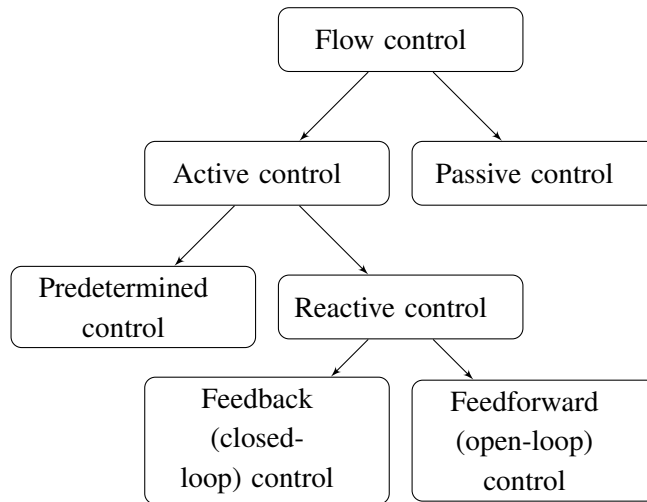 Flow control
Active control
Passive control
Predetermined
control
Reactive control
Feedback
(closed-
loop) control
Feedforward
(open-loop)
control